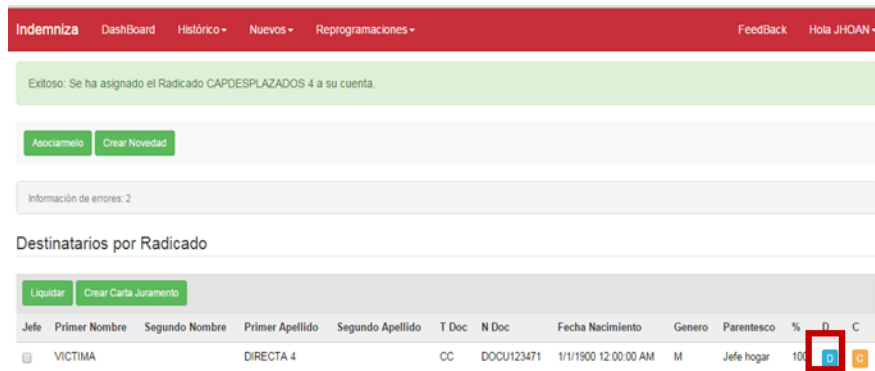 Indemniza DashBoard Histórico Nuevos Reprogramaciones FeedBack Hola JHOAN
Exitoso: Se ha asignado el Radicado CAPDESPLAZADOS 4 a su cuenta.
Asociarmelo Crear Novedad
Información de errores: 2
Destinatarios por Radicado
Liquidar Crear Carta Juramento
Jefe Primer Nombre Segundo Nombre Primer Apellido Segundo Apellido T Doc N Doc Fecha Nacimiento Genero Parentesco % D C
VICTIMA DIRECTA 4 CC DOCU123471 1/1/1900 12:00:00 AM M Jefe hogar 100 D C